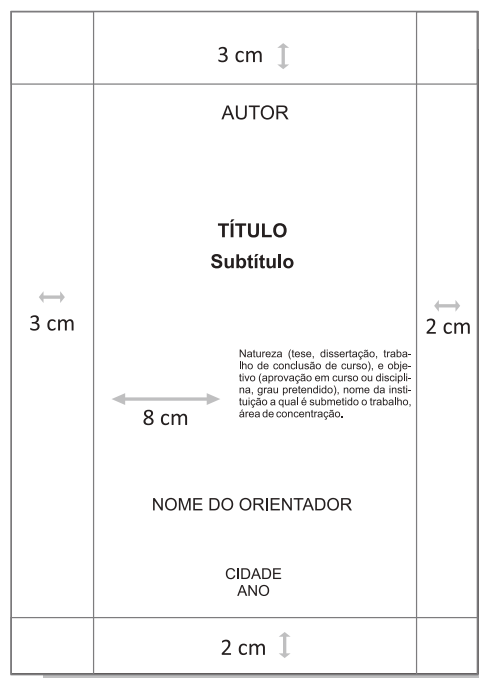 3 cm
AUTOR
TÍTULO
Subtítulo
3 cm
2 cm
Natureza (tese, dissertação, traba-
lho de conclusão de curso), e obje-
tivo (aprovação em curso ou discipli-
na, grau pretendido), nome da insti-
tuição a qual é submetido o trabalho,
área de concentração.
8 cm
NOME DO ORIENTADOR
CIDADE
ANO
2 cm